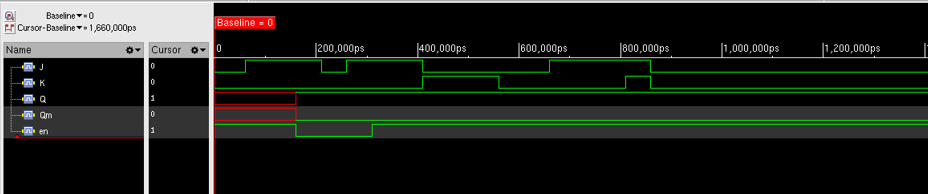 Baseline = 0
Cursor-Baseline = 1,660,000ps
Baseline = 0
Name Cursor 0 200,000ps 400,000ps 600,000ps 800,000ps 1,000,000ps 1,200,000ps
J 0
K 0
Q 1
Qm 0
en 1